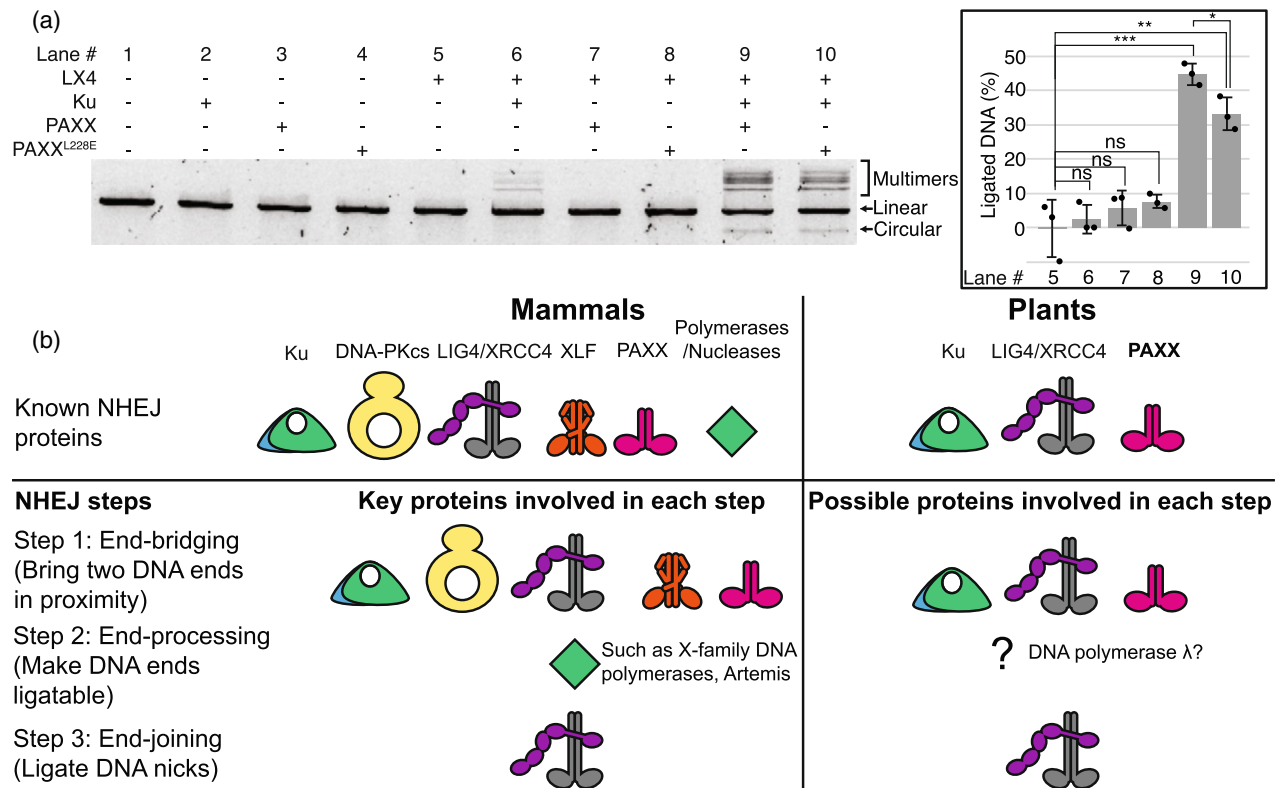 (a)
Lane # 1 2 3 4 5 6 7 8 9 10
LX4 - - - - + + + + + +
Ku - + - - - + - - + +
PAXX - - + - - - + - + -
PAXX^L228E - - - + - - - + - +
Multimers
Linear
Circular
Ligated DNA (%)
50
40
30
20
10
0
ns
ns
ns
***
**
*
Lane # 5 6 7 8 9 10
(b)
Mammals
Plants
Ku DNA-PKcs LIG4/XRCC4 XLF PAXX Polymerases
/Nucleases
Ku LIG4/XRCC4 PAXX
Known NHEJ
proteins
NHEJ steps
Key proteins involved in each step
Possible proteins involved in each step
Step 1: End-bridging
(Bring two DNA ends
in proximity)
Step 2: End-processing
(Make DNA ends
ligatable)
Such as X-family DNA
polymerases, Artemis
? DNA polymerase λ?
Step 3: End-joining
(Ligate DNA nicks)